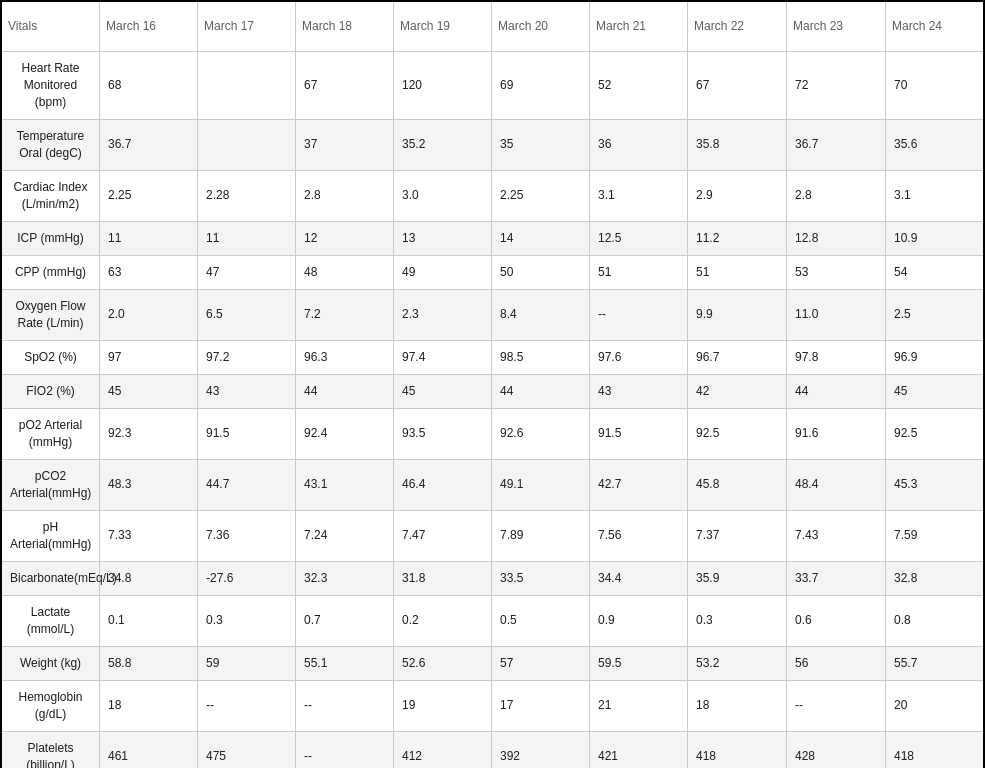 Vitals March 16 March 17 March 18 March 19 March 20 March 21 March 22 March 23 March 24
Heart Rate
Monitored
(bpm)
68 67 120 69 52 67 72 70
Temperature
Oral (degC)
36.7 37 35.2 35 36 35.8 36.7 35.6
Cardiac Index
(L/min/m2)
2.25 2.28 2.8 3.0 2.25 3.1 2.9 2.8 3.1
ICP (mmHg) 11 11 12 13 14 12.5 11.2 12.8 10.9
CPP (mmHg) 63 47 48 49 50 51 51 53 54
Oxygen Flow
Rate (L/min)
2.0 6.5 7.2 2.3 8.4 -- 9.9 11.0 2.5
SpO2 (%) 97 97.2 96.3 97.4 98.5 97.6 96.7 97.8 96.9
FIO2 (%) 45 43 44 45 44 43 42 44 45
pO2 Arterial
(mmHg)
92.3 91.5 92.4 93.5 92.6 91.5 92.5 91.6 92.5
pCO2
Arterial(mmHg)
48.3 44.7 43.1 46.4 49.1 42.7 45.8 48.4 45.3
pH
Arterial(mmHg)
7.33 7.36 7.24 7.47 7.89 7.56 7.37 7.43 7.59
Bicarbonate(mEq/L) 34.8 -27.6 32.3 31.8 33.5 34.4 35.9 33.7 32.8
Lactate
(mmol/L)
0.1 0.3 0.7 0.2 0.5 0.9 0.3 0.6 0.8
Weight (kg) 58.8 59 55.1 52.6 57 59.5 53.2 56 55.7
Hemoglobin
(g/dL)
18 -- -- 19 17 21 18 -- 20
Platelets
(billion/L)
461 475 -- 412 392 421 418 428 418